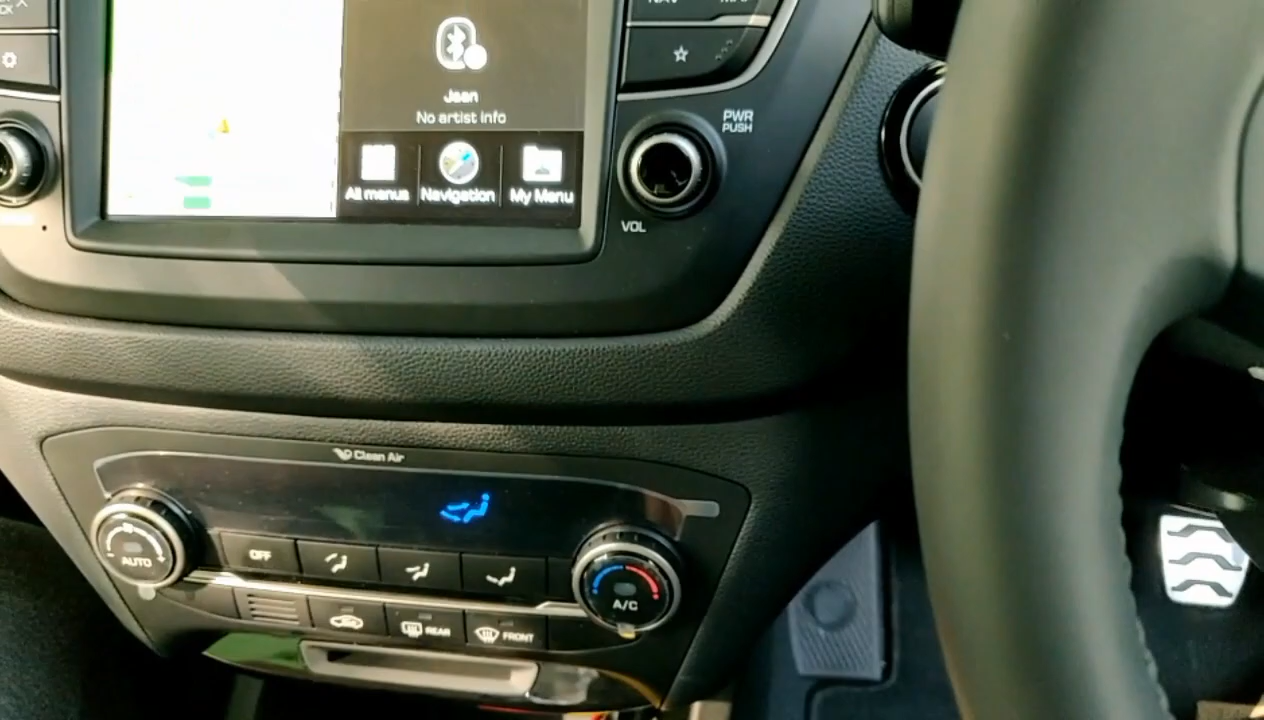 Jean
No artist info
All menus
Navigation
My Menu
PWR
PUSH
VOL
Clean Air
AUTO
OFF
A/C
REAR
FRONT